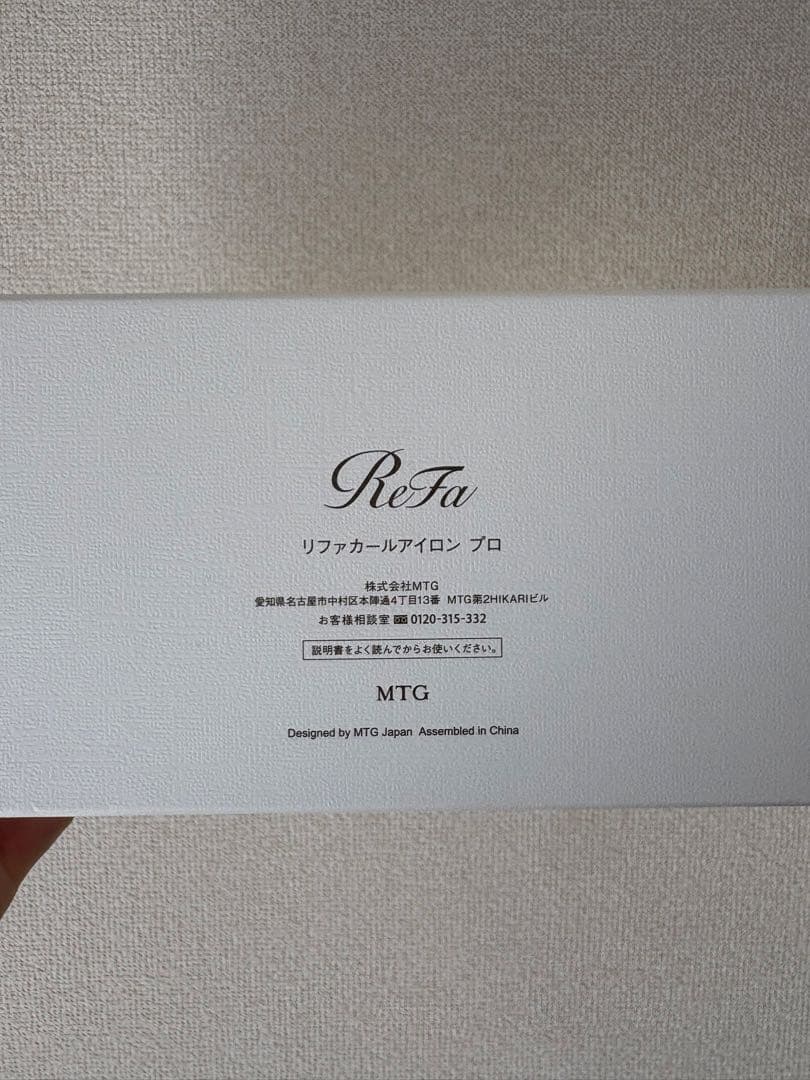 ReFa
リファカールアイロン プロ
株式会社MTG
愛知県名古屋市中村区本陣通4丁目13番 MTG第2HIKARIビル
お客様相談室 0120-315-332
説明書をよく読んでからお使いください。
MTG
Designed by MTG Japan Assembled in China